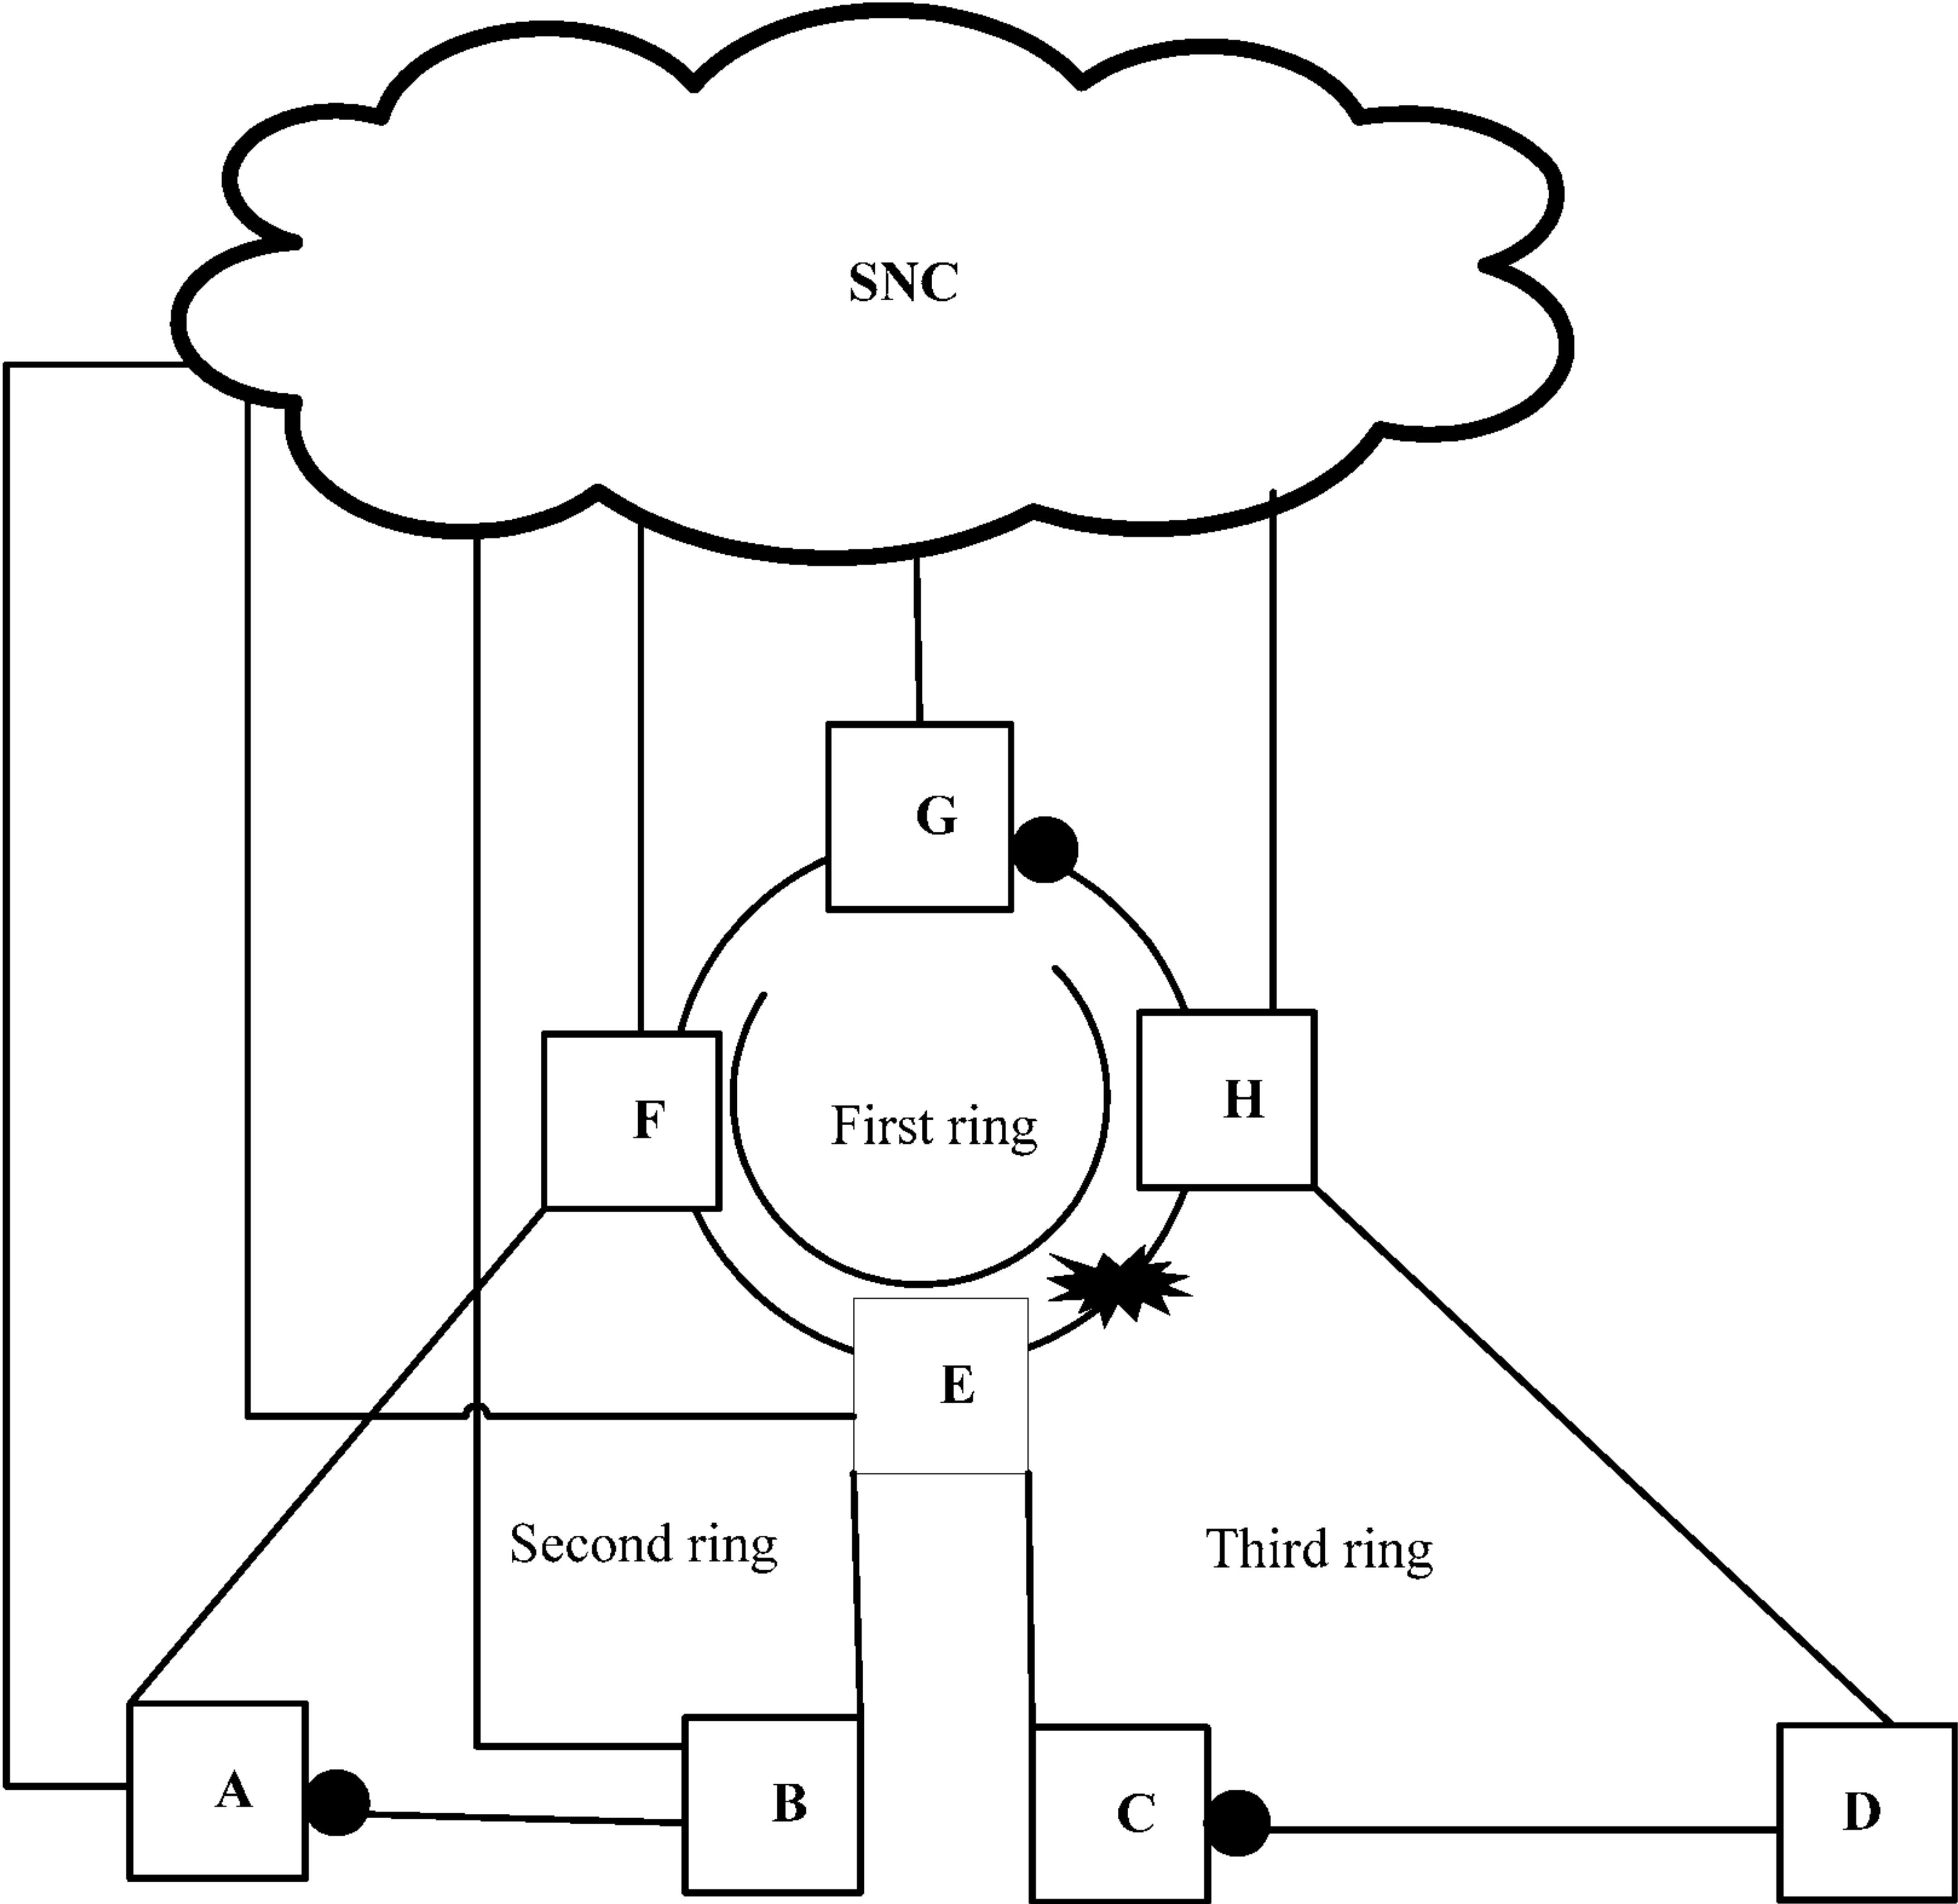 SNC
G
F
H
First ring
E
Second ring
Third ring
A
B
C
D